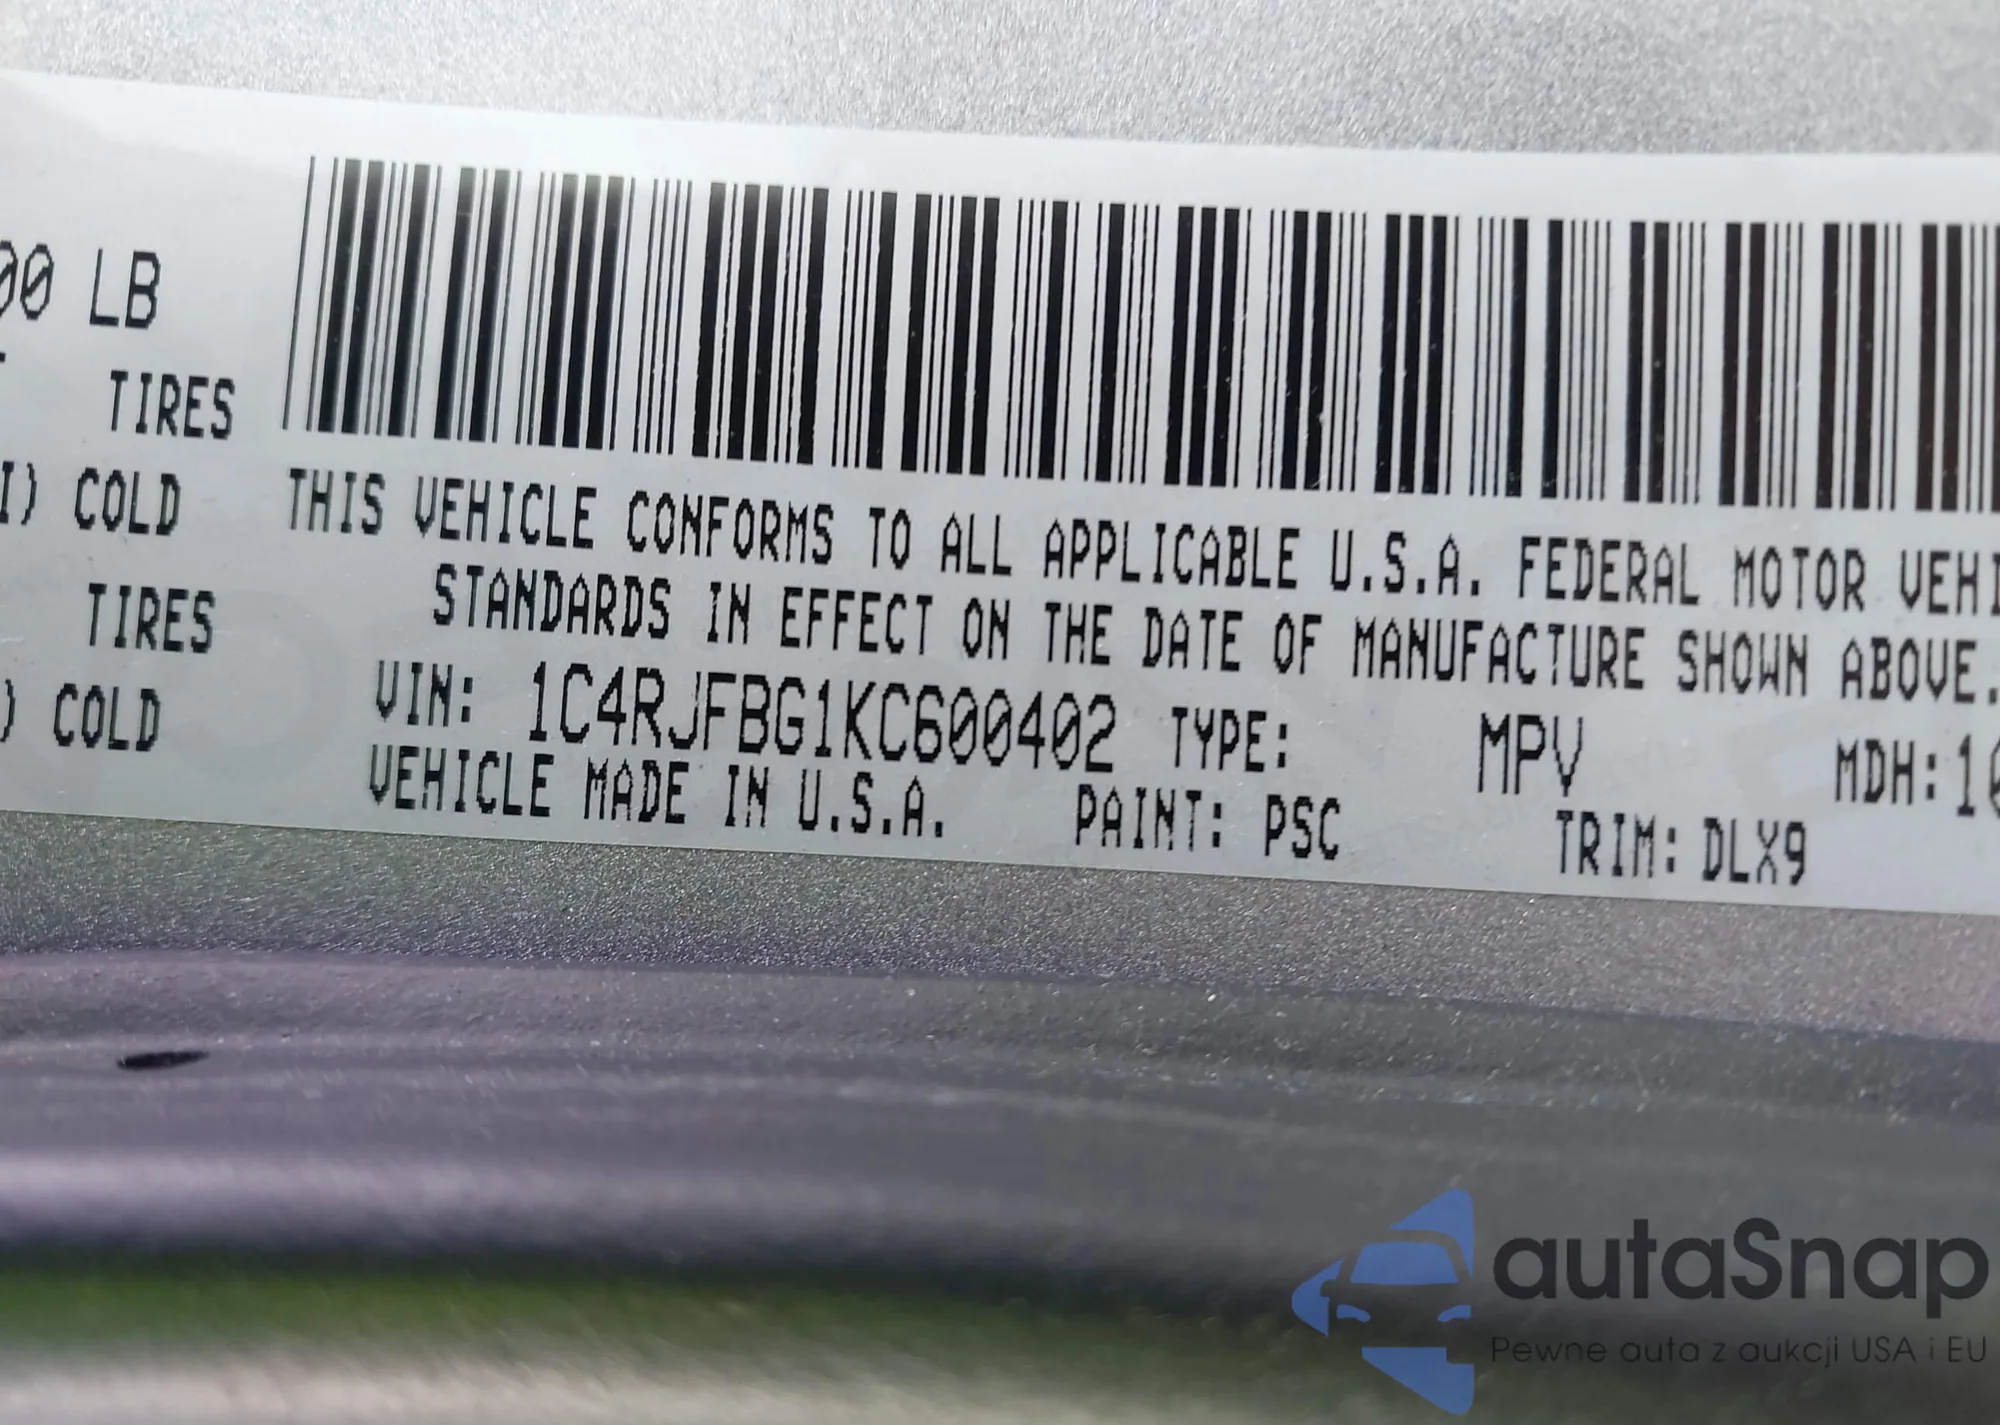 00 LB
TIRES
I) COLD
TIRES
) COLD
THIS VEHICLE CONFORMS TO ALL APPLICABLE U.S.A. FEDERAL MOTOR VEHI
STANDARDS IN EFFECT ON THE DATE OF MANUFACTURE SHOWN ABOVE.
VIN: 1C4RJFBG1KC600402 TYPE: MPV MDH: 10
VEHICLE MADE IN U.S.A. PAINT: PSC TRIM: DLX9
autaSnap
Pewne auta z aukcji USA i EU